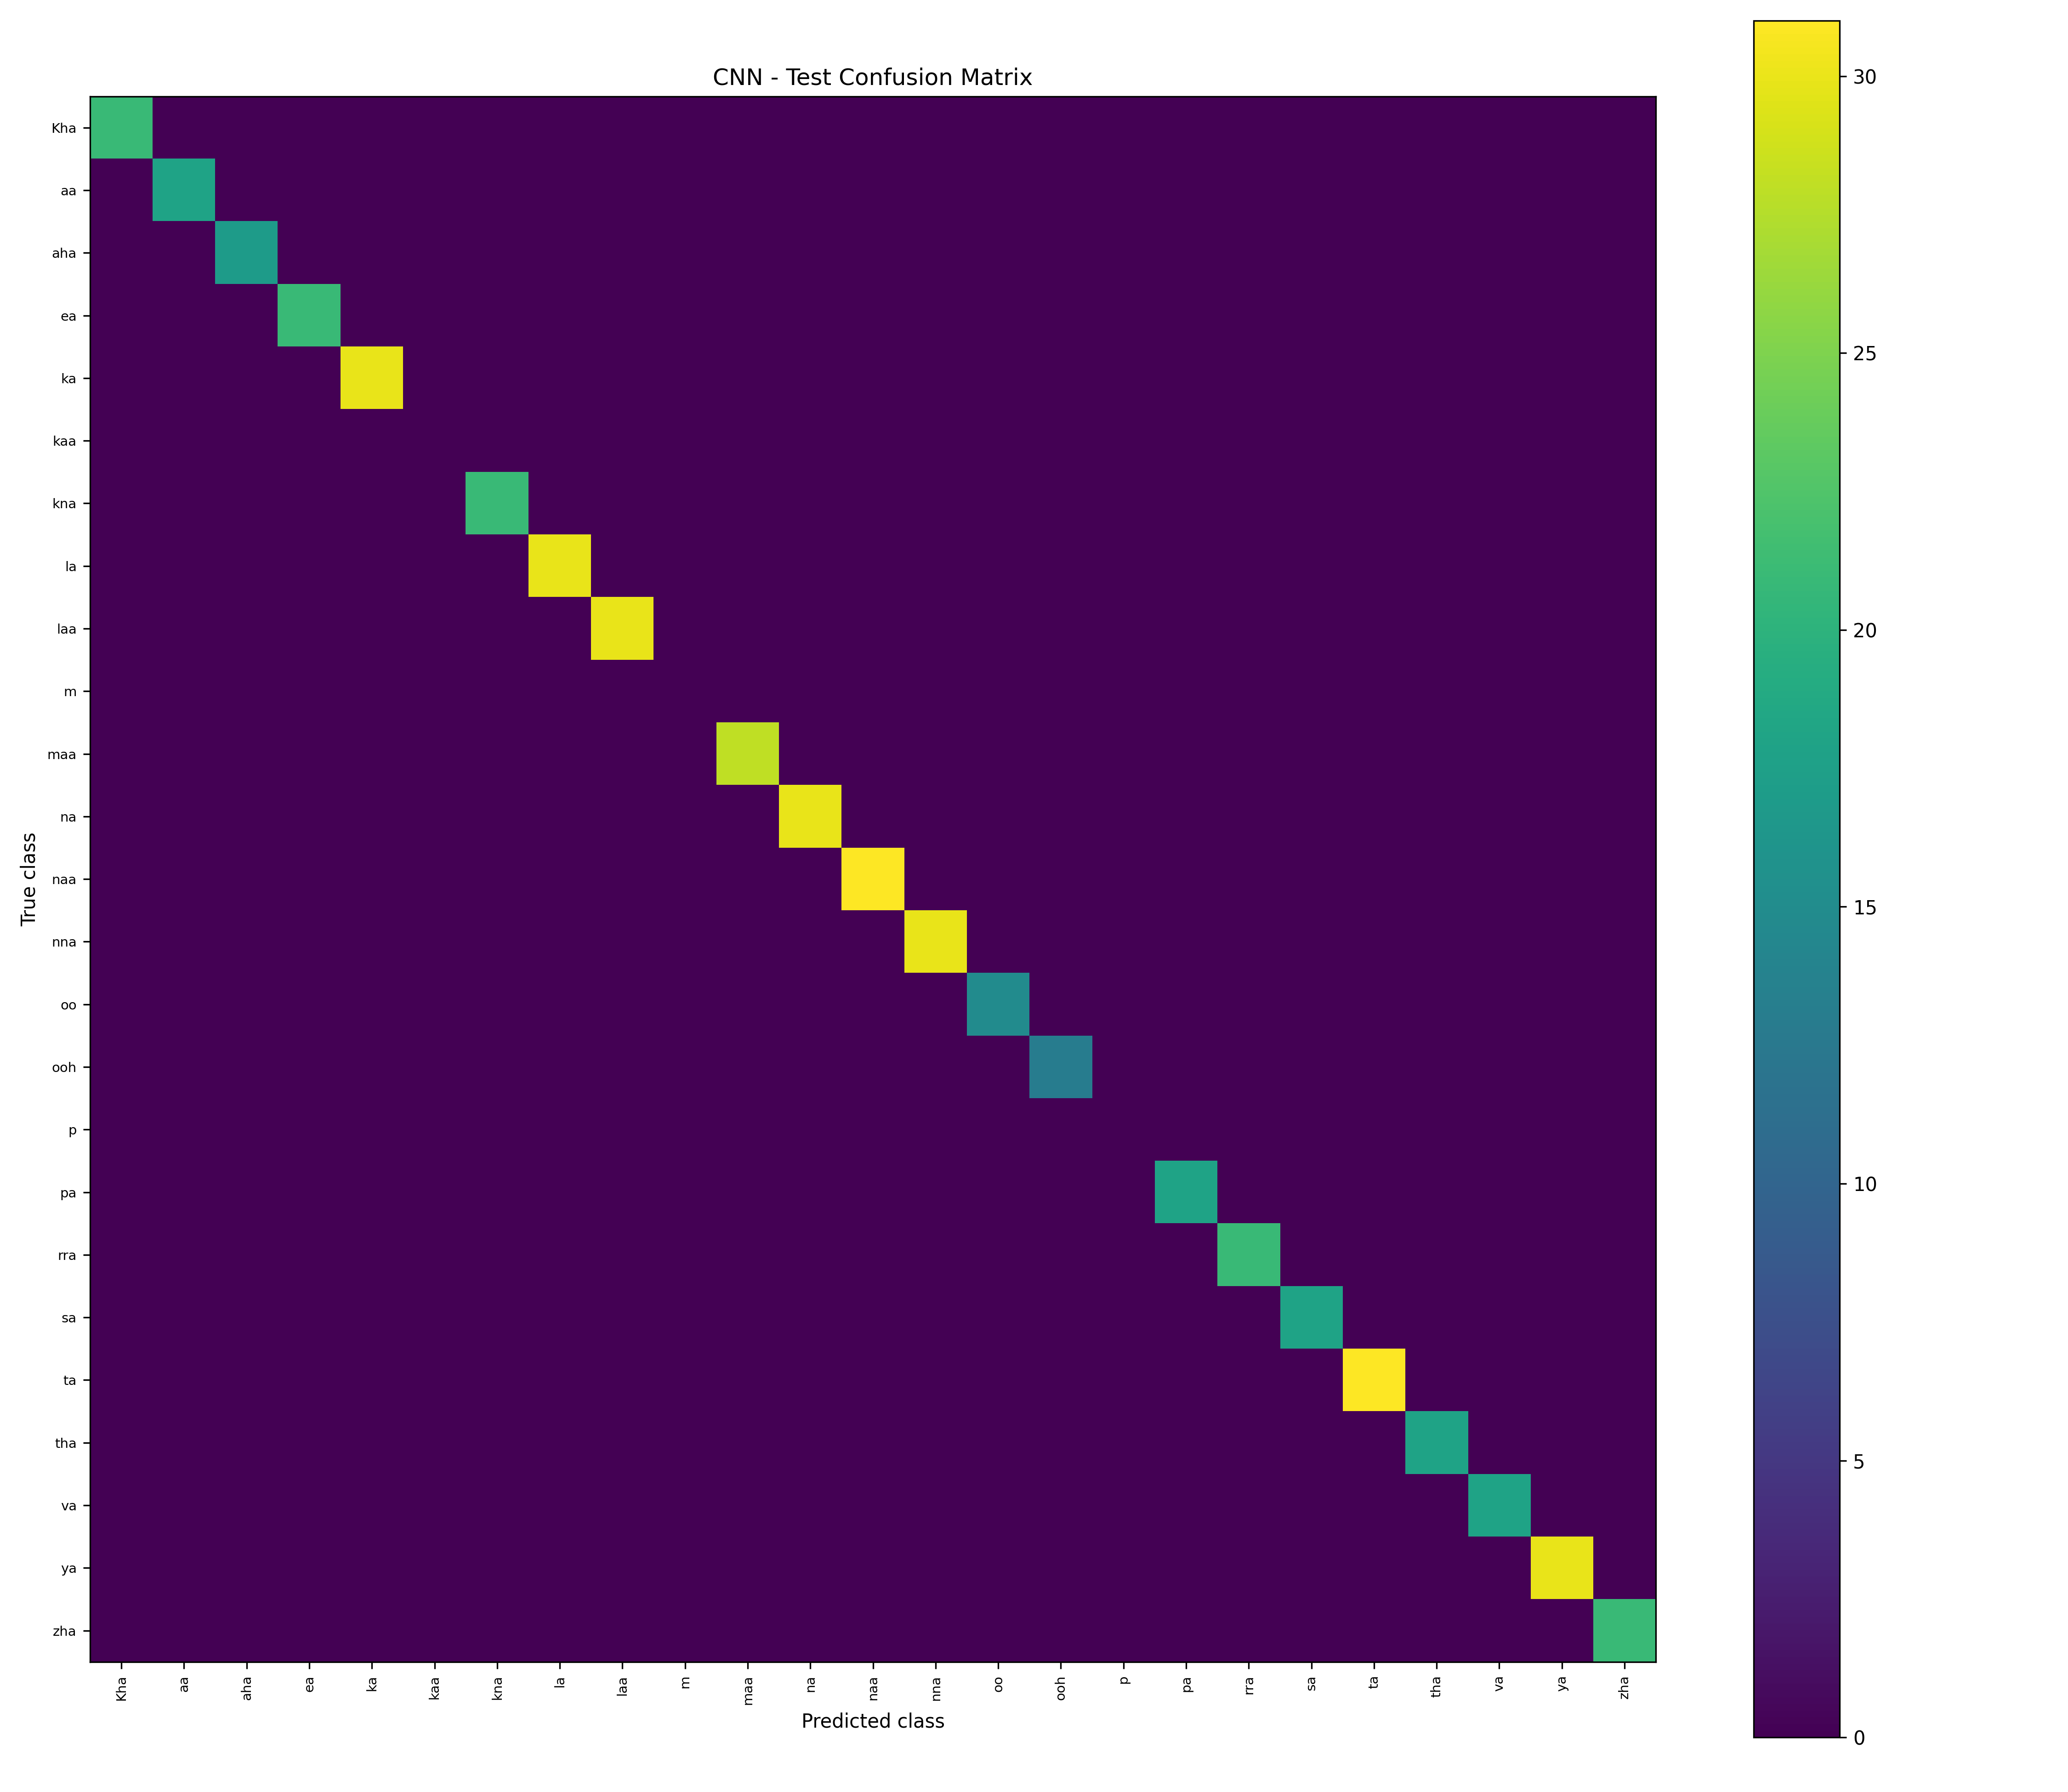 CNN - Test Confusion Matrix
True class
Kha
aa
aha
ea
ka
kaa
kna
la
laa
m
maa
na
naa
nna
oo
ooh
p
pa
rra
sa
ta
tha
va
ya
zha
Kha aa aha ea ka kaa kna la laa m maa na naa nna oo ooh p pa rra sa ta tha va ya zha
Predicted class
30
25
20
15
10
5
0